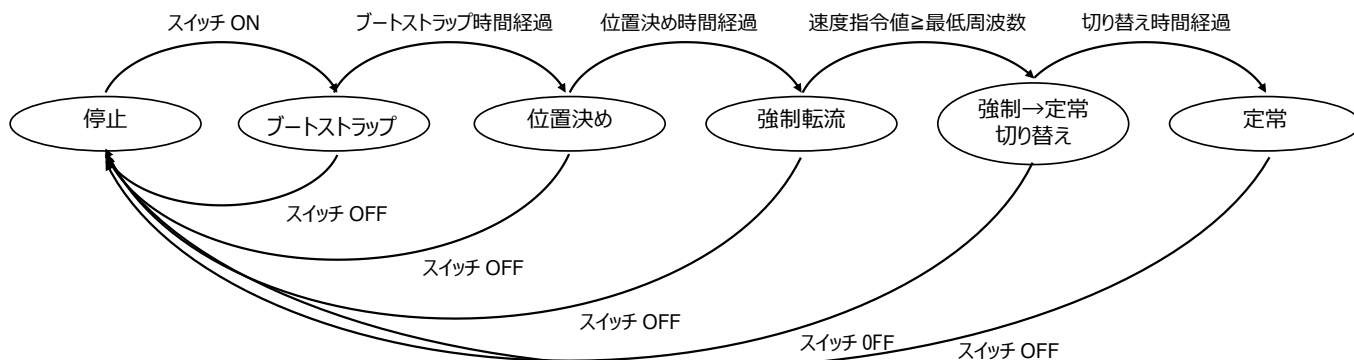 スイッチ ON
ブートストラップ時間経過
位置決め時間経過
速度指令値≧最低周波数
切り替え時間経過
停止
ブートストラップ
位置決め
強制転流
強制→定常
切り替え
定常
スイッチ OFF
スイッチ OFF
スイッチ OFF
スイッチ 0FF
スイッチ OFF